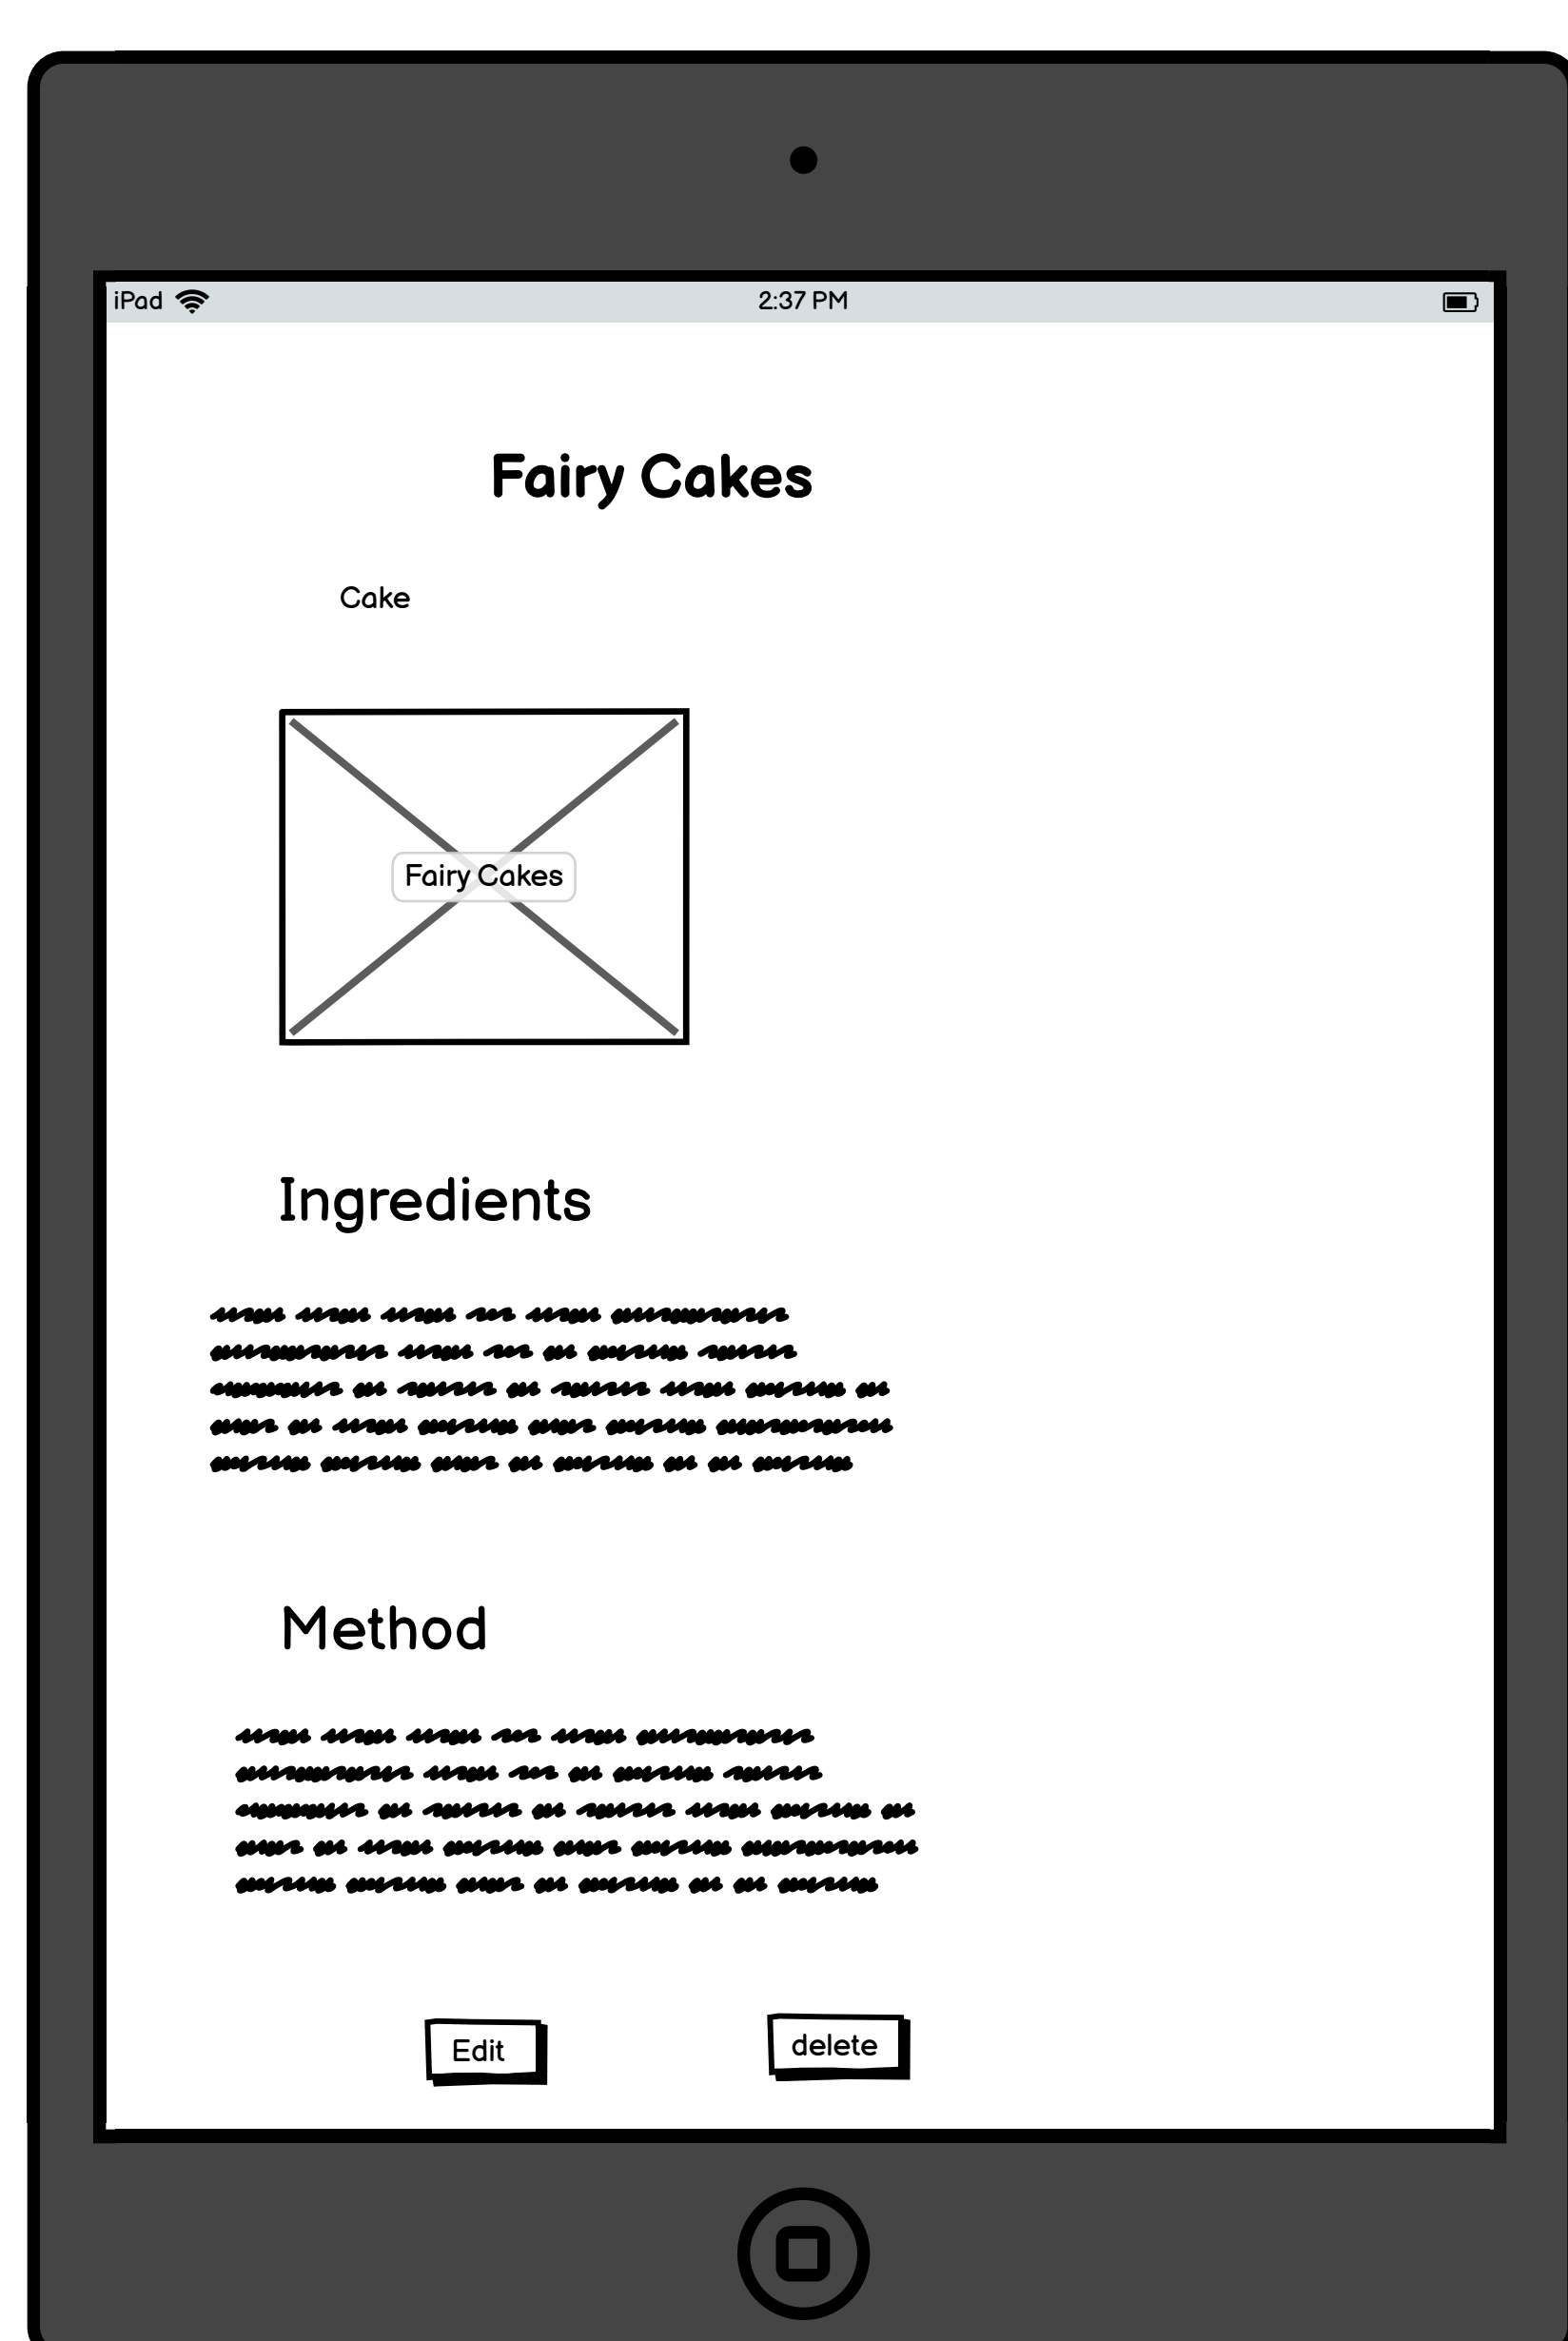 iPad 2:37 PM
Fairy Cakes
Cake
Fairy Cakes
Ingredients
Method
Edit delete